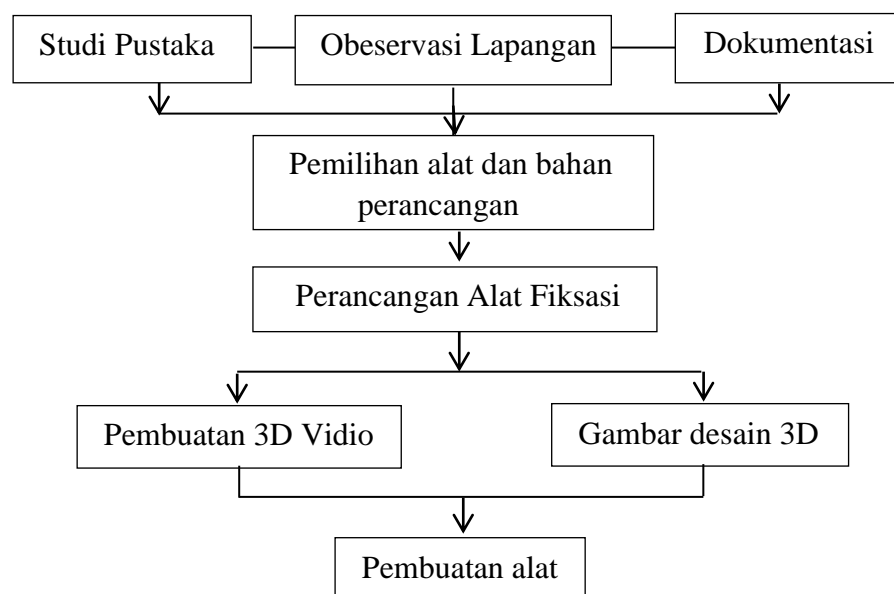 Studi Pustaka
Obeservasi Lapangan
Dokumentasi
Pemilihan alat dan bahan
perancangan
Perancangan Alat Fiksasi
Pembuatan 3D Vidio
Gambar desain 3D
Pembuatan alat